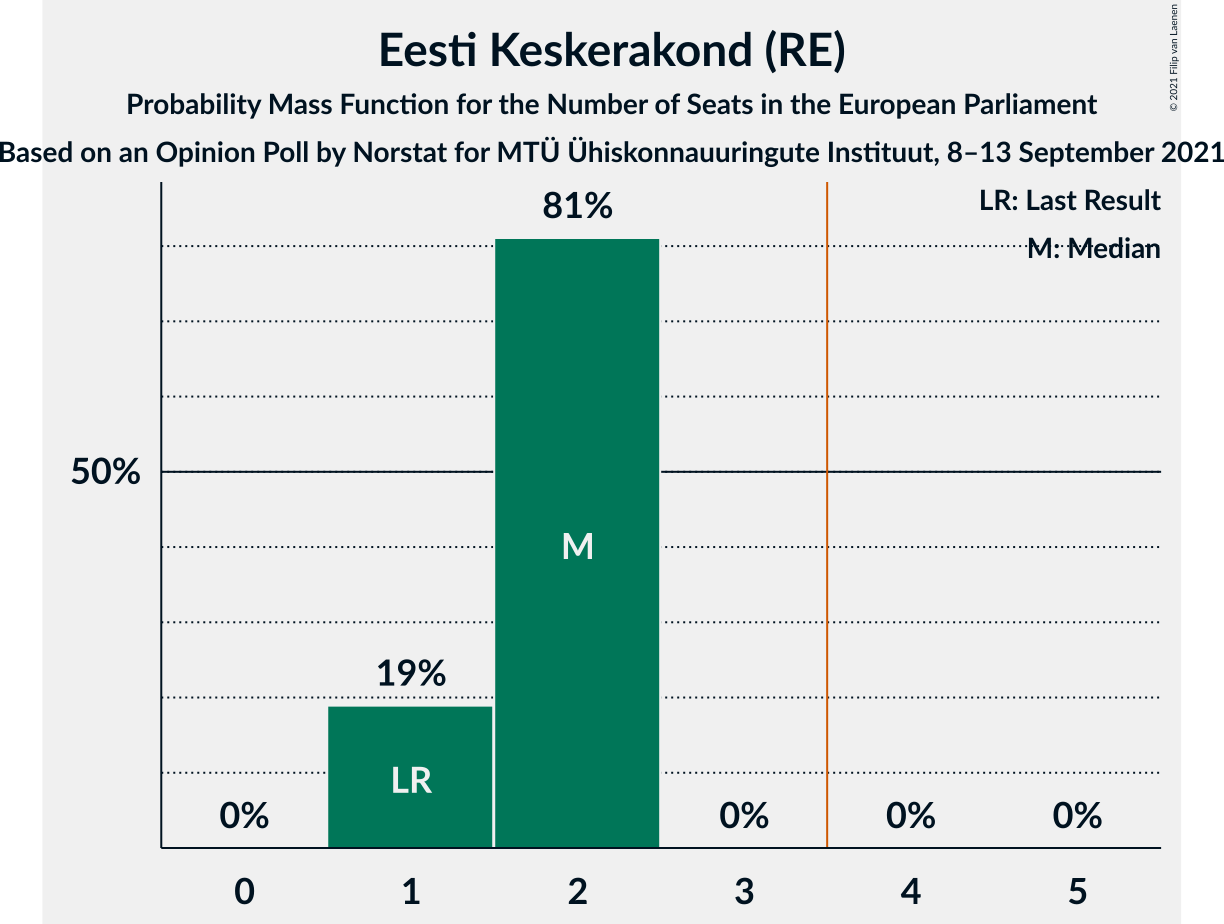 Eesti Keskerakond (RE)
Probability Mass Function for the Number of Seats in the European Parliament
Based on an Opinion Poll by Norstat for MTÜ Ühiskonnauuringute Instituut, 8–13 September 2021
© 2021 Filip van Laenen
LR: Last Result
M: Median
81%
50%
M
19%
LR
0%
0%
0%
0%
0 1 2 3 4 5